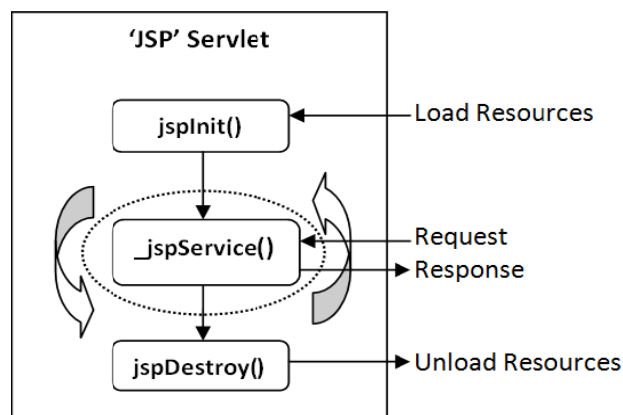 ‘JSP’ Servlet
jspInit()
Load Resources
_jspService()
Request
Response
jspDestroy()
Unload Resources